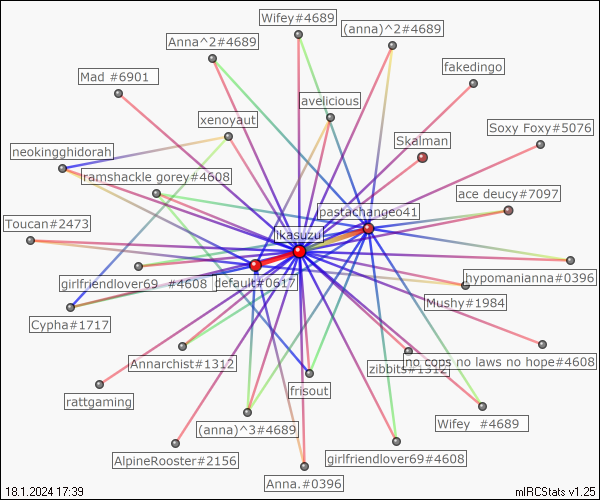 Wifey#4689
(anna)^2#4689
Anna^2#4689
fakedingo
Mad #6901
avelicious
xenoyaut
Soxy Foxy#5076
Skalman
neokingghidorah
ramshackle gorey#4608
ace deucy#7097
pastachangeo41
Toucan#2473
ikasuzu
hypomanianna#0396
girlfriendlover69 #4608
default#0617
Mushy#1984
Cypha#1717
Annarchist#1312
no cops no laws no hope#4608
zibbits#1312
frisout
rattgaming
Wifey #4689
(anna)^3#4689
AlpineRooster#2156
girlfriendlover69#4608
Anna.#0396
18.1.2024 17:39
mIRCStats v1.25